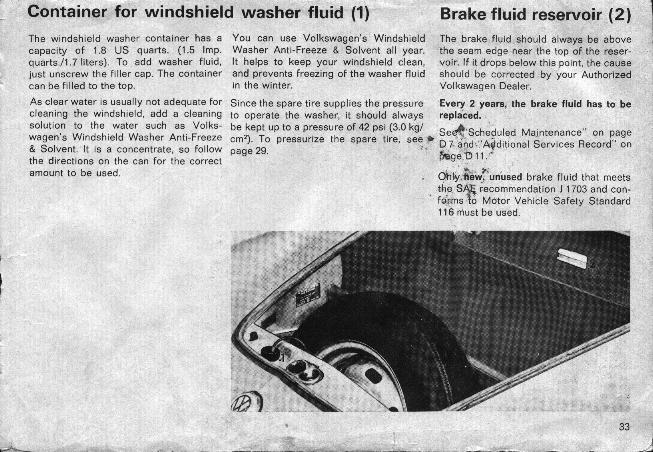 Container for windshield washer fluid (1)
The windshield washer container has a
capacity of 1.8 US quarts. (1.5 Imp.
quarts/1.7 liters). To add washer fluid,
just unscrew the filler cap. The container
can be filled to the top.
As clear water is usually not adequate for
cleaning the windshield, add a cleaning
solution to the water such as Volks-
wagen's Windshield Washer Anti-Freeze
& Solvent. It is a concentrate, so follow
the directions on the can for the correct
amount to be used.
You can use Volkswagen's Windshield
Washer Anti-Freeze & Solvent all year.
It helps to keep your windshield clean,
and prevents freezing of the washer fluid
in the winter.
Since the spare tire supplies the pressure
to operate the washer, it should always
be kept up to a pressure of 42 psi (3.0 kg/
cm²). To pressurize the spare tire, see
page 29.
Brake fluid reservoir (2)
The brake fluid should always be above
the seam edge near the top of the reser-
voir. If it drops below this point, the cause
should be corrected by your Authorized
Volkswagen Dealer.
Every 2 years, the brake fluid has to be
replaced.
See "Scheduled Maintenance" on page
D 7 and "Additional Services Record" on
page D 11.
Only new, unused brake fluid that meets
the SAE recommendation J 1703 and con-
forms to Motor Vehicle Safety Standard
116 must be used.
33